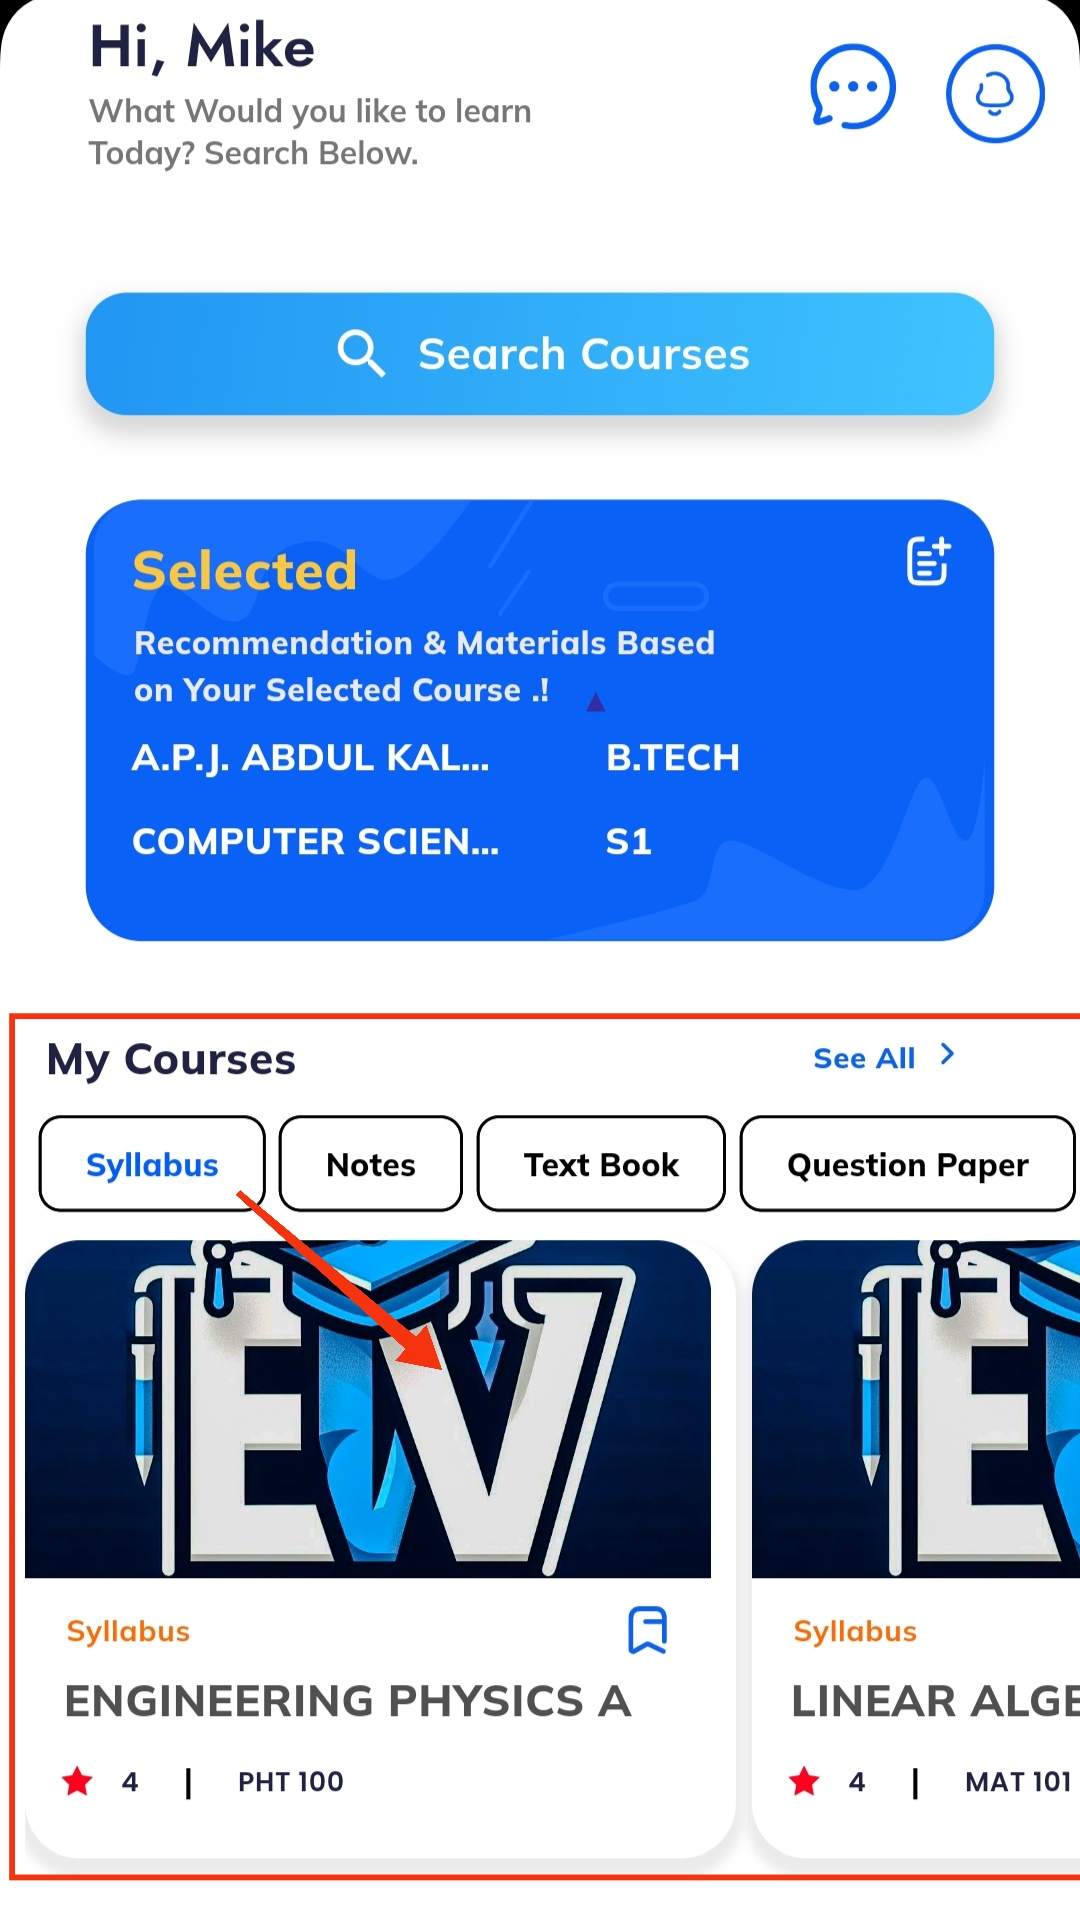 Hi, Mike
What Would you like to learn
Today? Search Below.
Search Courses
Selected
Recommendation & Materials Based
on Your Selected Course .!
A.P.J. ABDUL KAL... B.TECH
COMPUTER SCIEN... S1
My Courses See All
Syllabus Notes Text Book Question Paper
EV E
Syllabus Syllabus
ENGINEERING PHYSICS A LINEAR ALGE
4 | PHT 100 4 | MAT 101